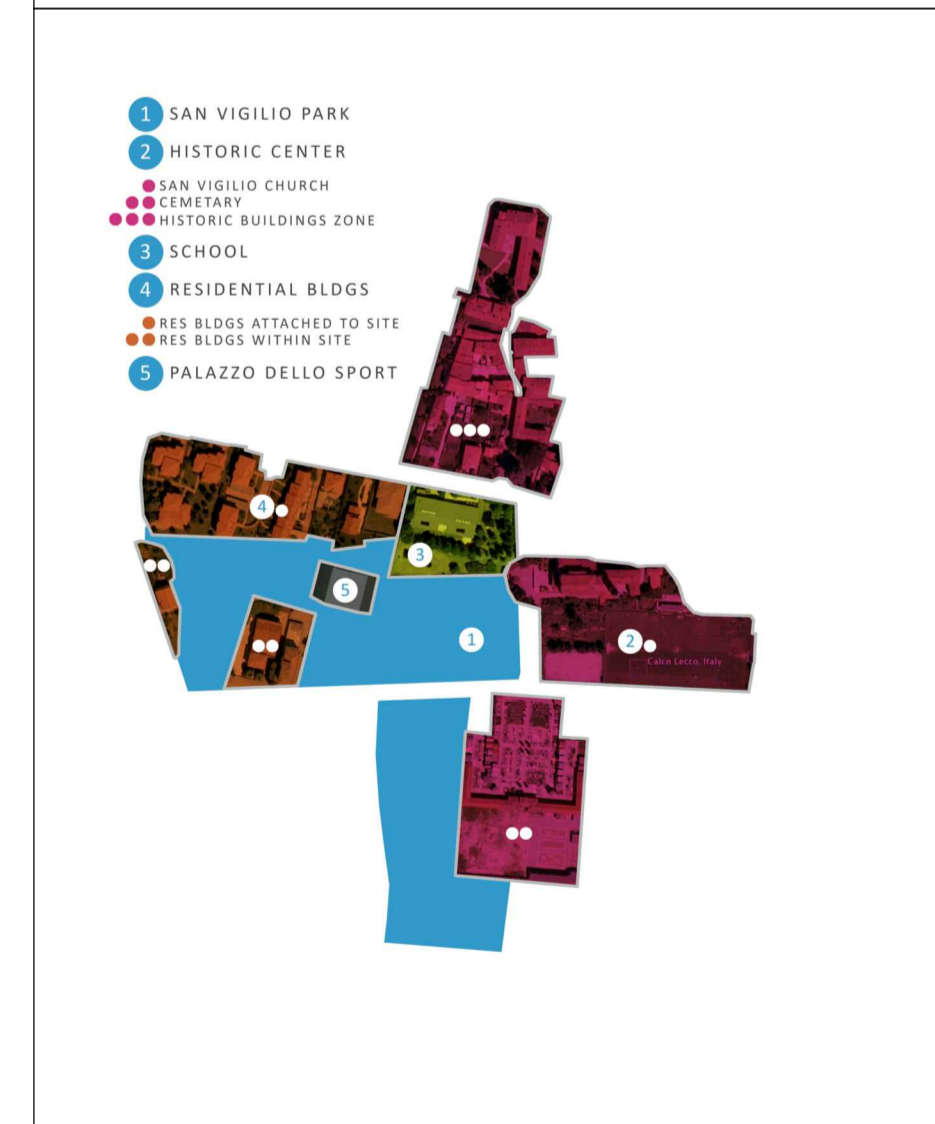 1 SAN VIGILIO PARK
2 HISTORIC CENTER
SAN VIGILIO CHURCH
CEMETARY
HISTORIC BUILDINGS ZONE
3 SCHOOL
4 RESIDENTIAL BLDGS
RES BLDGS ATTACHED TO SITE
RES BLDGS WITHIN SITE
5 PALAZZO DELLO SPORT
4
3
5
1
2
Calco Lecco, Italy